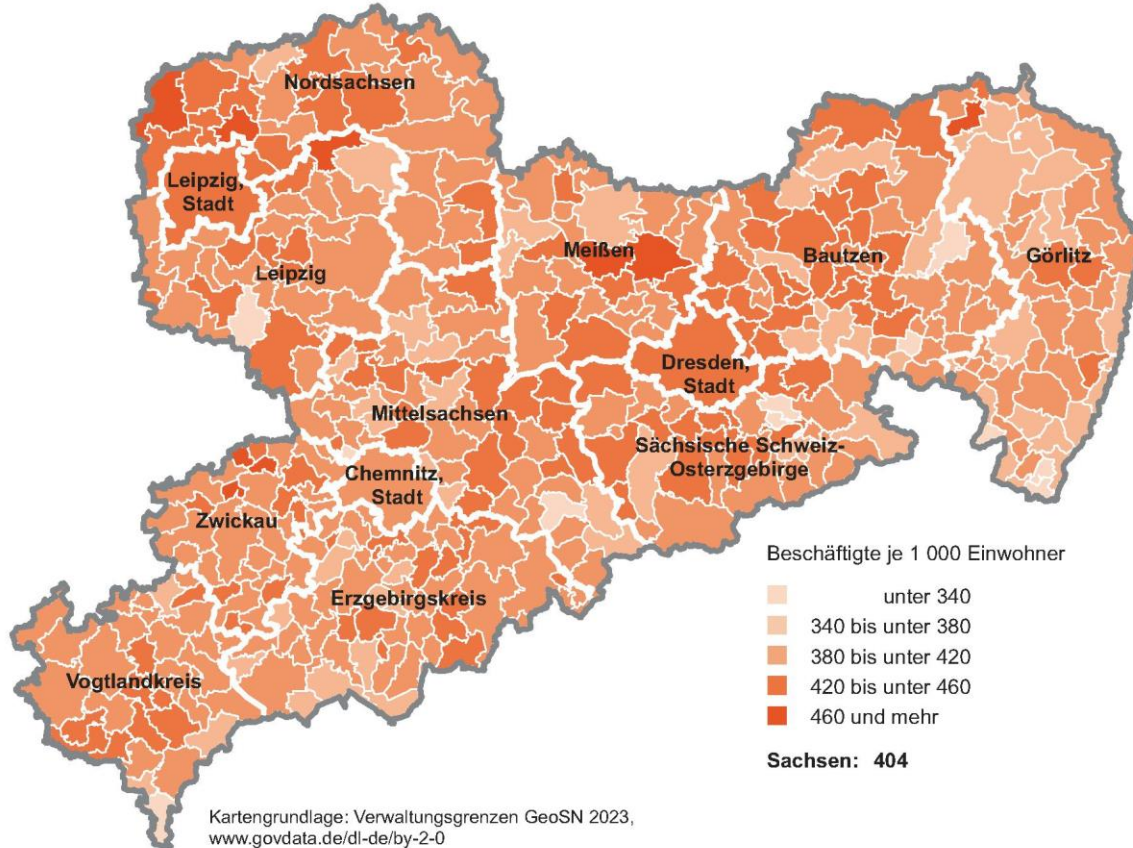 Nordsachsen
Leipzig,
Stadt
Leipzig
Meißen
Bautzen
Görlitz
Dresden,
Stadt
Mittelsachsen
Sächsische Schweiz-
Osterzgebirge
Chemnitz,
Stadt
Zwickau
Erzgebirgskreis
Vogtlandkreis
Beschäftigte je 1 000 Einwohner
unter 340
340 bis unter 380
380 bis unter 420
420 bis unter 460
460 und mehr
Sachsen: 404
Kartengrundlage: Verwaltungsgrenzen GeoSN 2023,
www.govdata.de/dl-de/by-2-0